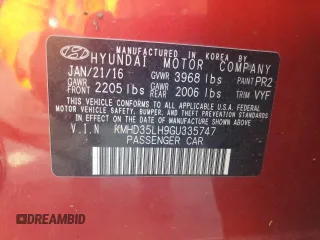 MANUFACTURED IN KOREA BY
HYUNDAI MOTOR COMPANY
JAN/21/16 GVWR 3968 lbs PAINT PR2
FRONT 2205 lbs REAR 2006 lbs TRIM VYF
THIS VEHICLE CONFORMS TO ALL APPLICABLE
U.S.A. FEDERAL MOTOR VEHICLE
SAFETY, BUMPER, AND THEFT PREVENTION
STANDARDS IN EFFECT ON THE DATE OF
MANUFACTURE SHOWN ABOVE.
V.I.N KMHD35LH9GU335747
PASSENGER CAR
DREAMBID